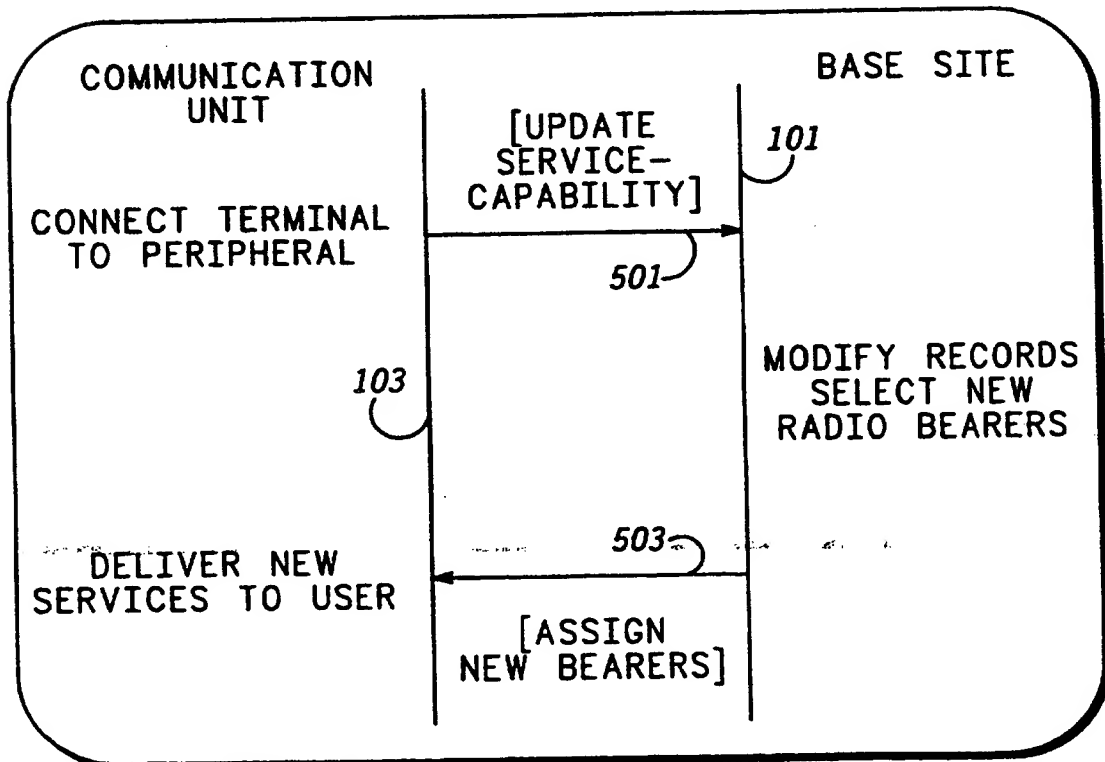 COMMUNICATION
UNIT
BASE SITE
[UPDATE
SERVICE-
CAPABILITY]
101
CONNECT TERMINAL
TO PERIPHERAL
501
103
MODIFY RECORDS
SELECT NEW
RADIO BEARERS
503
DELIVER NEW
SERVICES TO USER
[ASSIGN
NEW BEARERS]